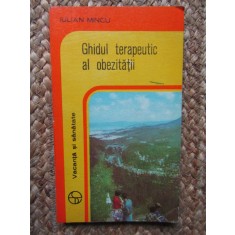 IULIAN MINCU
Ghidul terapeutic
al obezității
Vacanță și sănătate